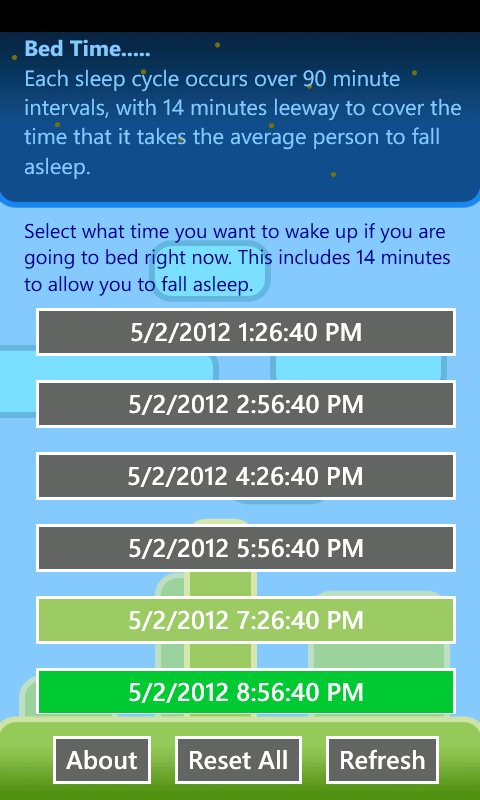 Bed Time.....
Each sleep cycle occurs over 90 minute
intervals, with 14 minutes leeway to cover the
time that it takes the average person to fall
asleep.
Select what time you want to wake up if you are
going to bed right now. This includes 14 minutes
to allow you to fall asleep.
5/2/2012 1:26:40 PM
5/2/2012 2:56:40 PM
5/2/2012 4:26:40 PM
5/2/2012 5:56:40 PM
5/2/2012 7:26:40 PM
5/2/2012 8:56:40 PM
About Reset All Refresh